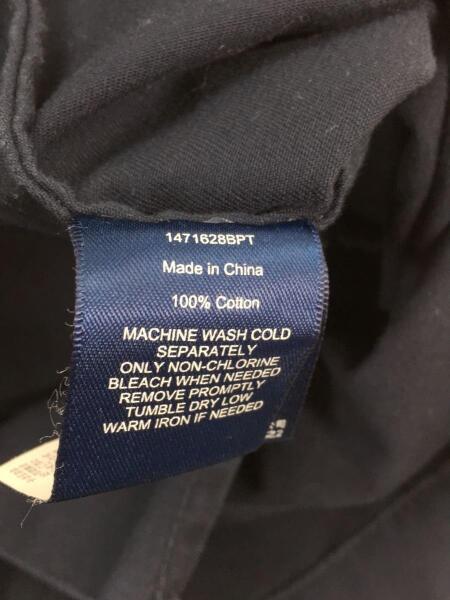 1471628BPT
Made in China
100% Cotton
MACHINE WASH COLD
SEPARATELY
ONLY NON-CHLORINE
BLEACH WHEN NEEDED
REMOVE PROMPTLY
TUMBLE DRY LOW
WARM IRON IF NEEDED